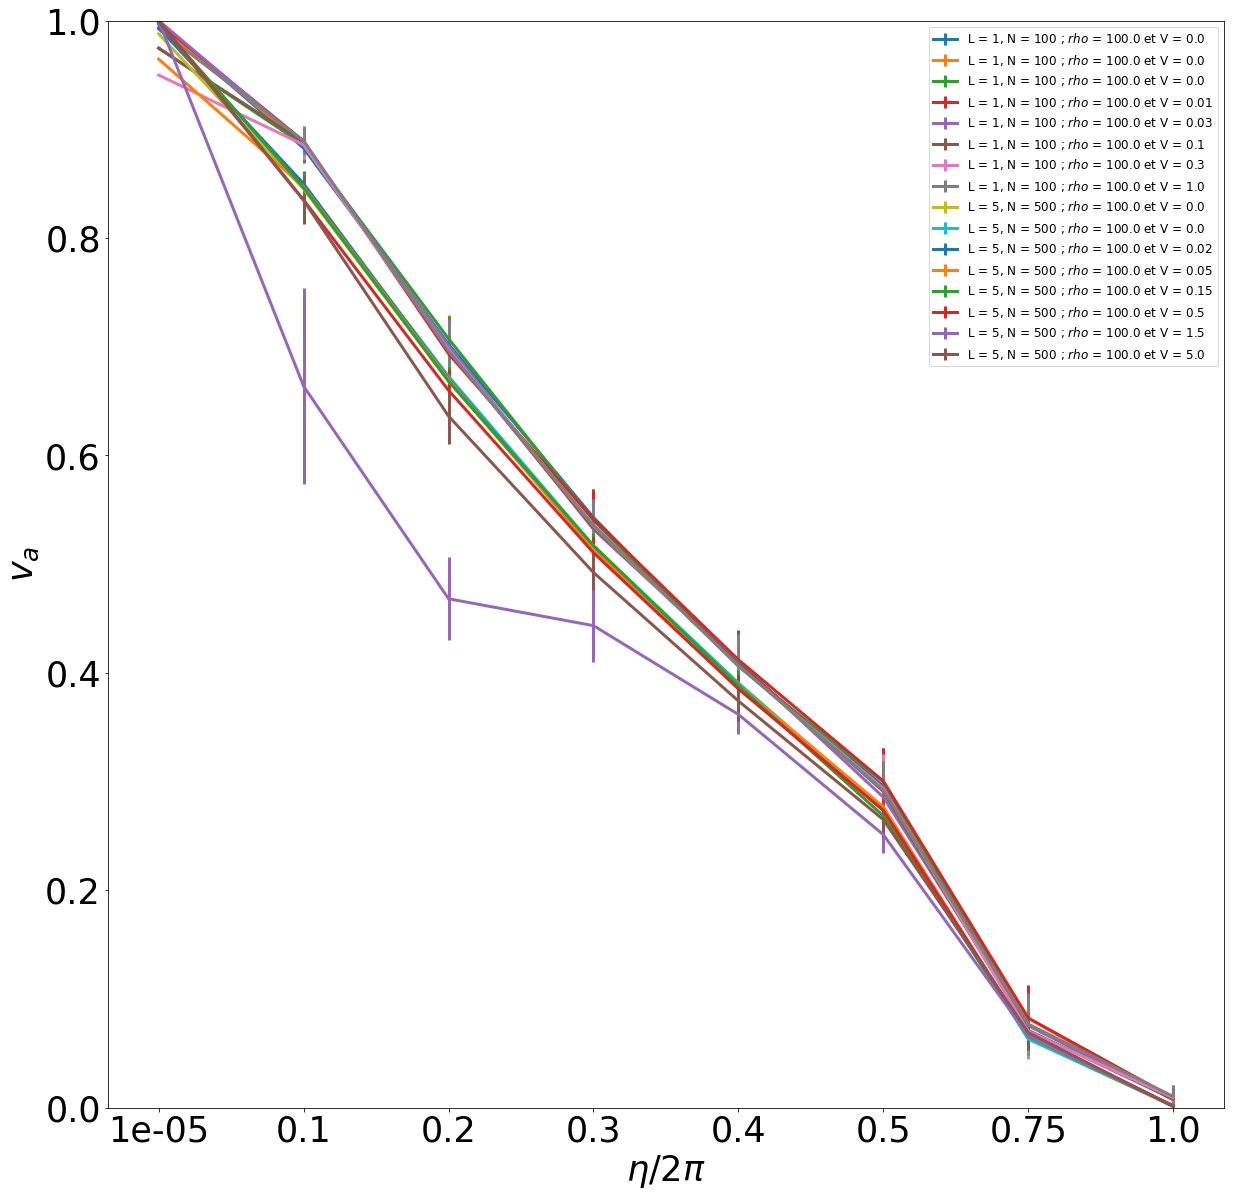 1.0
0.8
0.6
0.4
0.2
0.0
v_a
L = 1, N = 100 ; rho = 100.0 et V = 0.0
L = 1, N = 100 ; rho = 100.0 et V = 0.0
L = 1, N = 100 ; rho = 100.0 et V = 0.0
L = 1, N = 100 ; rho = 100.0 et V = 0.01
L = 1, N = 100 ; rho = 100.0 et V = 0.03
L = 1, N = 100 ; rho = 100.0 et V = 0.1
L = 1, N = 100 ; rho = 100.0 et V = 0.3
L = 1, N = 100 ; rho = 100.0 et V = 1.0
L = 5, N = 500 ; rho = 100.0 et V = 0.0
L = 5, N = 500 ; rho = 100.0 et V = 0.0
L = 5, N = 500 ; rho = 100.0 et V = 0.02
L = 5, N = 500 ; rho = 100.0 et V = 0.05
L = 5, N = 500 ; rho = 100.0 et V = 0.15
L = 5, N = 500 ; rho = 100.0 et V = 0.5
L = 5, N = 500 ; rho = 100.0 et V = 1.5
L = 5, N = 500 ; rho = 100.0 et V = 5.0
1e-05 0.1 0.2 0.3 0.4 0.5 0.75 1.0
η/2π